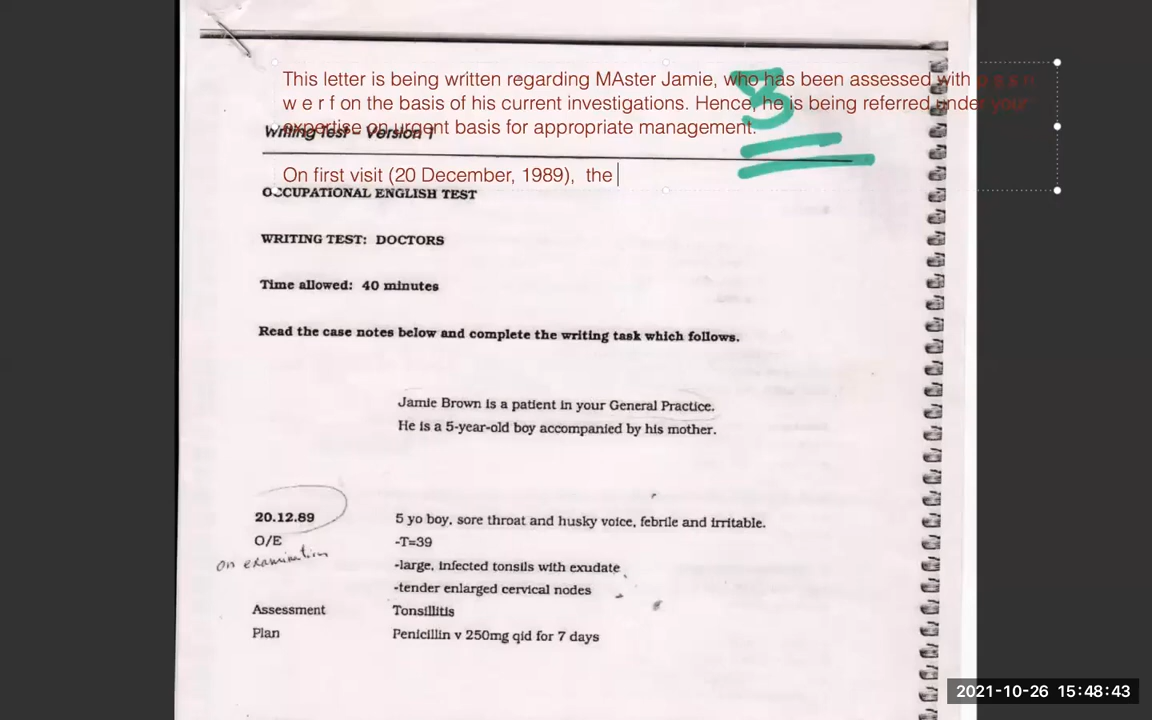 This letter is being written regarding MAster Jamie, who has been assessed with p s s n
w e r f on the basis of his current investigations. Hence, he is being referred under your
expertise on urgent basis for appropriate management.
Writing Test - Version 1
On first visit (20 December, 1989), the
OCCUPATIONAL ENGLISH TEST
WRITING TEST: DOCTORS
Time allowed: 40 minutes
Read the case notes below and complete the writing task which follows.
Jamie Brown is a patient in your General Practice.
He is a 5-year-old boy accompanied by his mother.
20.12.89 5 yo boy, sore throat and husky voice, febrile and irritable.
O/E -T=39
on examination
-large, infected tonsils with exudate
-tender enlarged cervical nodes
Assessment Tonsillitis
Plan Penicillin v 250mg qid for 7 days
2021-10-26 15:48:43